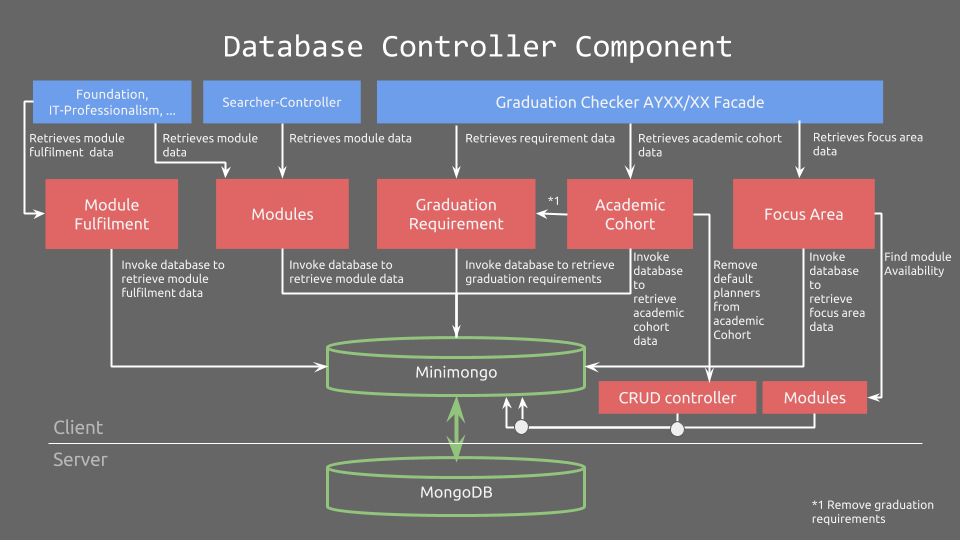 Database Controller Component
Foundation,
IT-Professionalism, ...
Searcher-Controller
Graduation Checker AYXX/XX Facade
Retrieves module
fulfilment  data
Retrieves module
data
Retrieves module data
Retrieves requirement data
Retrieves academic cohort
data
Retrieves focus area
data
Module
Fulfilment
Modules
Graduation
Requirement
*1
Academic
Cohort
Focus Area
Invoke database to
retrieve module
fulfilment data
Invoke database to
retrieve module data
Invoke database to retrieve
graduation requirements
Invoke
database
to
retrieve
academic
cohort
data
Remove
default
planners
from
academic
Cohort
Invoke
database
to
retrieve
focus area
data
Find module
Availability
Minimongo
CRUD controller
Modules
Client
Server
MongoDB
*1 Remove graduation
requirements